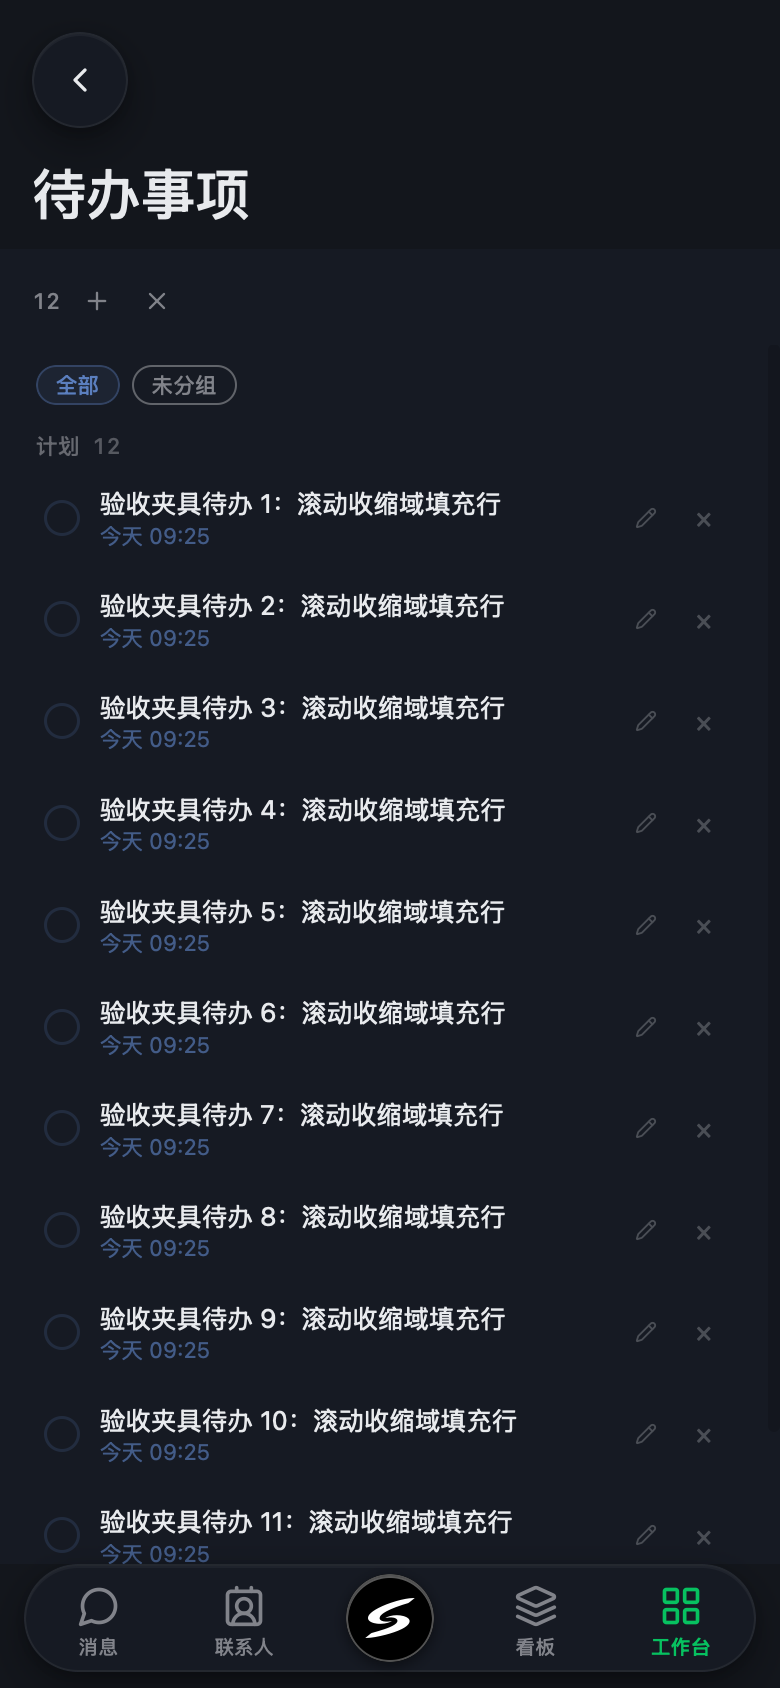 待办事项
12
全部 未分组
计划 12
验收夹具待办 1：滚动收缩域填充行
今天 09:25
验收夹具待办 2：滚动收缩域填充行
今天 09:25
验收夹具待办 3：滚动收缩域填充行
今天 09:25
验收夹具待办 4：滚动收缩域填充行
今天 09:25
验收夹具待办 5：滚动收缩域填充行
今天 09:25
验收夹具待办 6：滚动收缩域填充行
今天 09:25
验收夹具待办 7：滚动收缩域填充行
今天 09:25
验收夹具待办 8：滚动收缩域填充行
今天 09:25
验收夹具待办 9：滚动收缩域填充行
今天 09:25
验收夹具待办 10：滚动收缩域填充行
今天 09:25
验收夹具待办 11：滚动收缩域填充行
今天 09:25
消息 联系人 看板 工作台